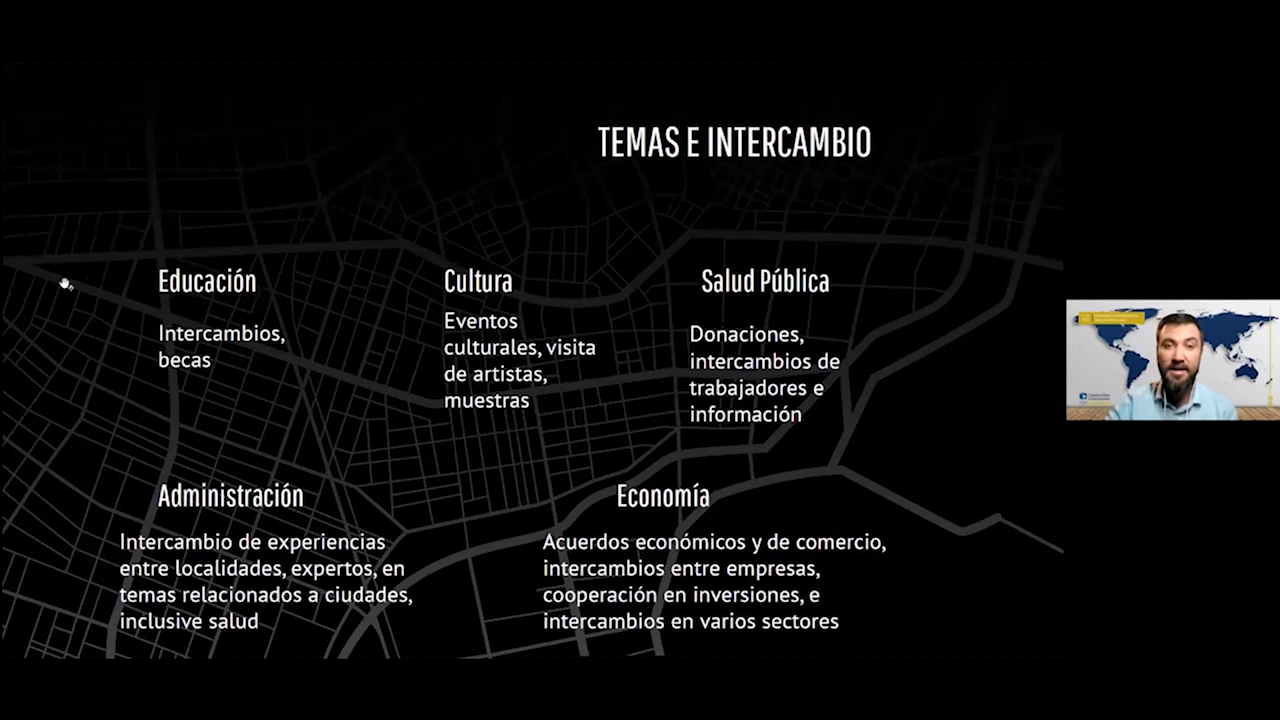 TEMAS E INTERCAMBIO
Educación
Intercambios,
becas
Cultura
Eventos
culturales, visita
de artistas,
muestras
Salud Pública
Donaciones,
intercambios de
trabajadores e
información
Administración
Intercambio de experiencias
entre localidades, expertos, en
temas relacionados a ciudades,
inclusive salud
Economía
Acuerdos económicos y de comercio,
intercambios entre empresas,
cooperación en inversiones, e
intercambios en varios sectores